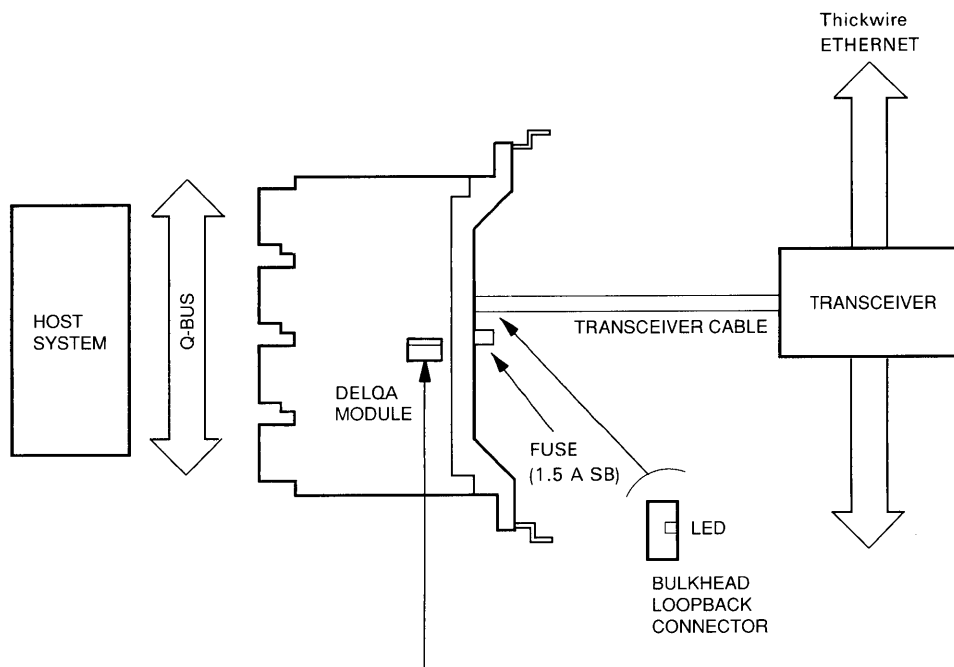 Thickwire
ETHERNET
HOST
SYSTEM
Q-BUS
DELQA
MODULE
TRANSCEIVER CABLE
TRANSCEIVER
FUSE
(1.5 A SB)
LED
BULKHEAD
LOOPBACK
CONNECTOR